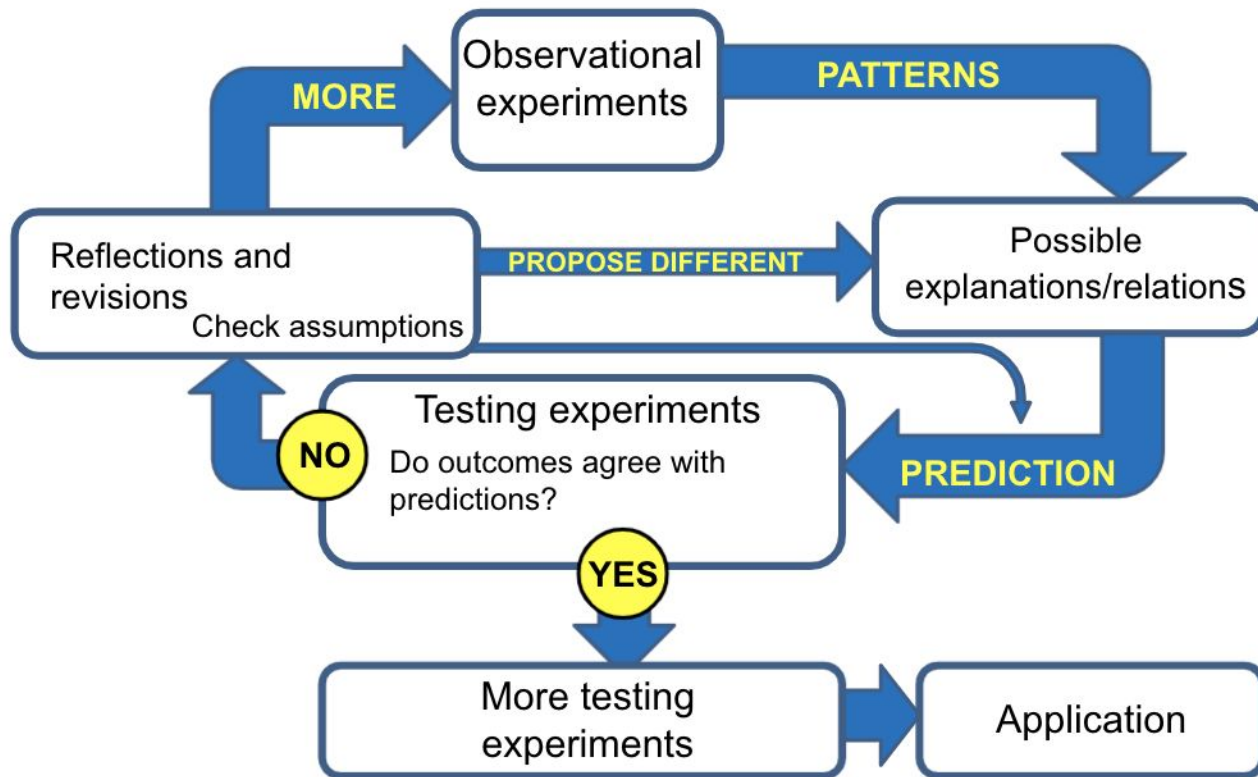 Observational
experiments
MORE
PATTERNS
Reflections and
revisions
Check assumptions
PROPOSE DIFFERENT
Possible
explanations/relations
Testing experiments
Do outcomes agree with
predictions?
NO
PREDICTION
YES
More testing
experiments
Application